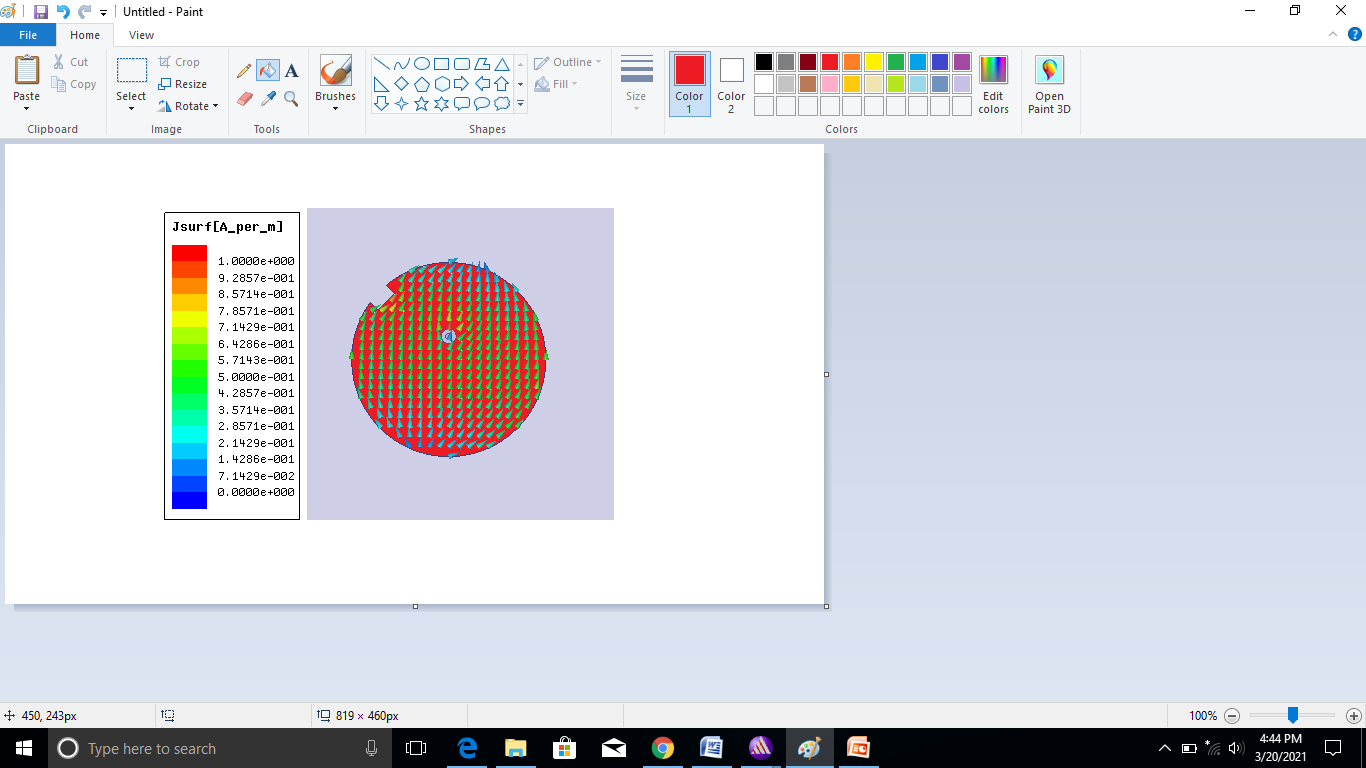 Untitled - Paint
File Home View
Paste
Cut
Copy
Clipboard
Select
Crop
Resize
Rotate
Image
A
Tools
Brushes
Shapes
Outline
Fill
Size
Color 1
Color 2
Colors
Edit colors
Open Paint 3D
Jsurf[A_per_m]
1.0000e+000
9.2857e-001
8.5714e-001
7.8571e-001
7.1429e-001
6.4286e-001
5.7143e-001
5.0000e-001
4.2857e-001
3.5714e-001
2.8571e-001
2.1429e-001
1.4286e-001
7.1429e-002
0.0000e+000
450, 243px
819 × 460px
100%
Type here to search
4:44 PM
3/20/2021